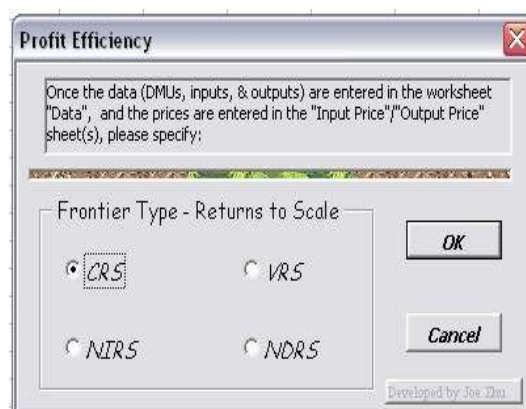 Profit Efficiency
Once the data (DMUs, inputs, & outputs) are entered in the worksheet
"Data", and the prices are entered in the "Input Price"/"Output Price"
sheet(s), please specify:
Frontier Type - Returns to Scale
OK
CRS VRS
Cancel
NIRS NDRS
Developed by Joe Zhu